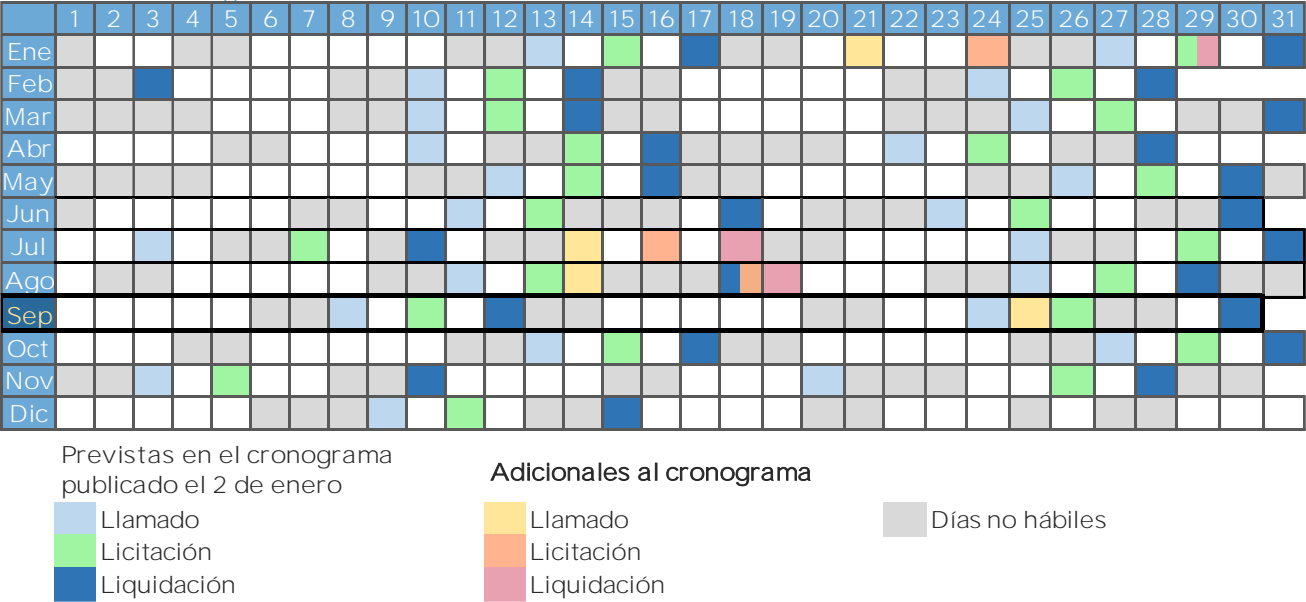 1 2 3 4 5 6 7 8 9 10 11 12 13 14 15 16 17 18 19 20 21 22 23 24 25 26 27 28 29 30 31
Ene
Feb
Mar
Abr
May
Jun
Jul
Ago
Sep
Oct
Nov
Dic
Previstas en el cronograma
publicado el 2 de enero
Llamado
Licitación
Liquidación
Adicionales al cronograma
Llamado
Licitación
Liquidación
Días no hábiles